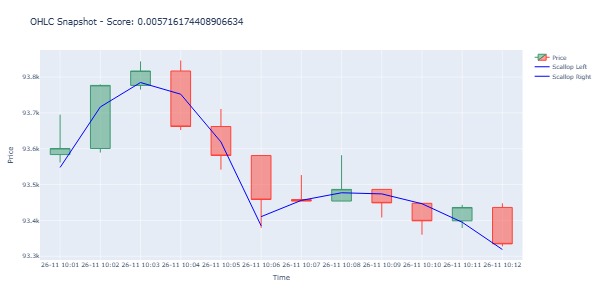 OHLC Snapshot - Score: 0.005716174408906634
Price
Scallop Left
Scallop Right
93.8k
93.7k
93.6k
93.5k
93.4k
93.3k
Price
26-11 10:01 26-11 10:02 26-11 10:03 26-11 10:04 26-11 10:05 26-11 10:06 26-11 10:07 26-11 10:08 26-11 10:09 26-11 10:10 26-11 10:11 26-11 10:12
Time